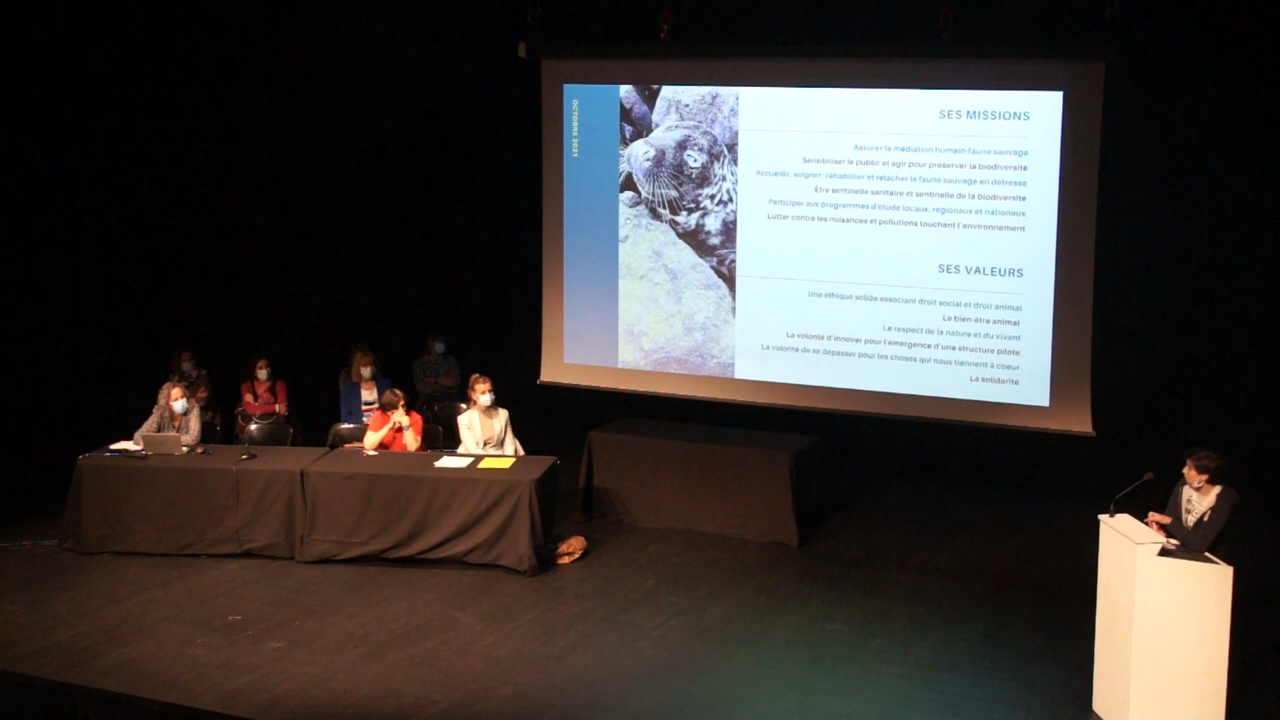 OCTOBRE 2021
SES MISSIONS
Assurer la médiation humain-faune sauvage
Sensibiliser le public et agir pour préserver la biodiversité
Accueillir, soigner, réhabiliter et relâcher la faune sauvage en détresse
Être sentinelle sanitaire et sentinelle de la biodiversité
Participer aux programmes d'étude locaux, régionaux et nationaux
Lutter contre les nuisances et pollutions touchant l'environnement
SES VALEURS
Une éthique solide associant droit social et droit animal
Le bien-être animal
Le respect de la nature et du vivant
La volonté d'innover pour l'émergence d'une structure pilote
La volonté de se dépasser pour les choses qui nous tiennent à coeur
La solidarité